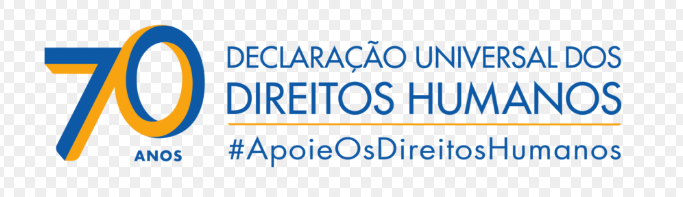 70
ANOS
DECLARAÇÃO UNIVERSAL DOS
DIREITOS HUMANOS
#ApoieOsDireitosHumanos